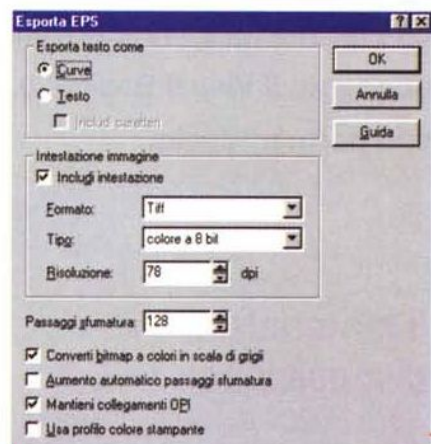 Esporta EPS
Esporta testo come
Curve
Testo
Includi caratteri
OK
Annulla
Guida
Intestazione immagine
Includi intestazione
Formato: Tiff
Tipo: colore a 8 bit
Risoluzione: 78 dpi
Passaggi sfumatura: 128
Converti bitmap a colori in scala di grigi
Aumento automatico passaggi sfumatura
Mantieni collegamenti OPI
Usa profilo colore stampante